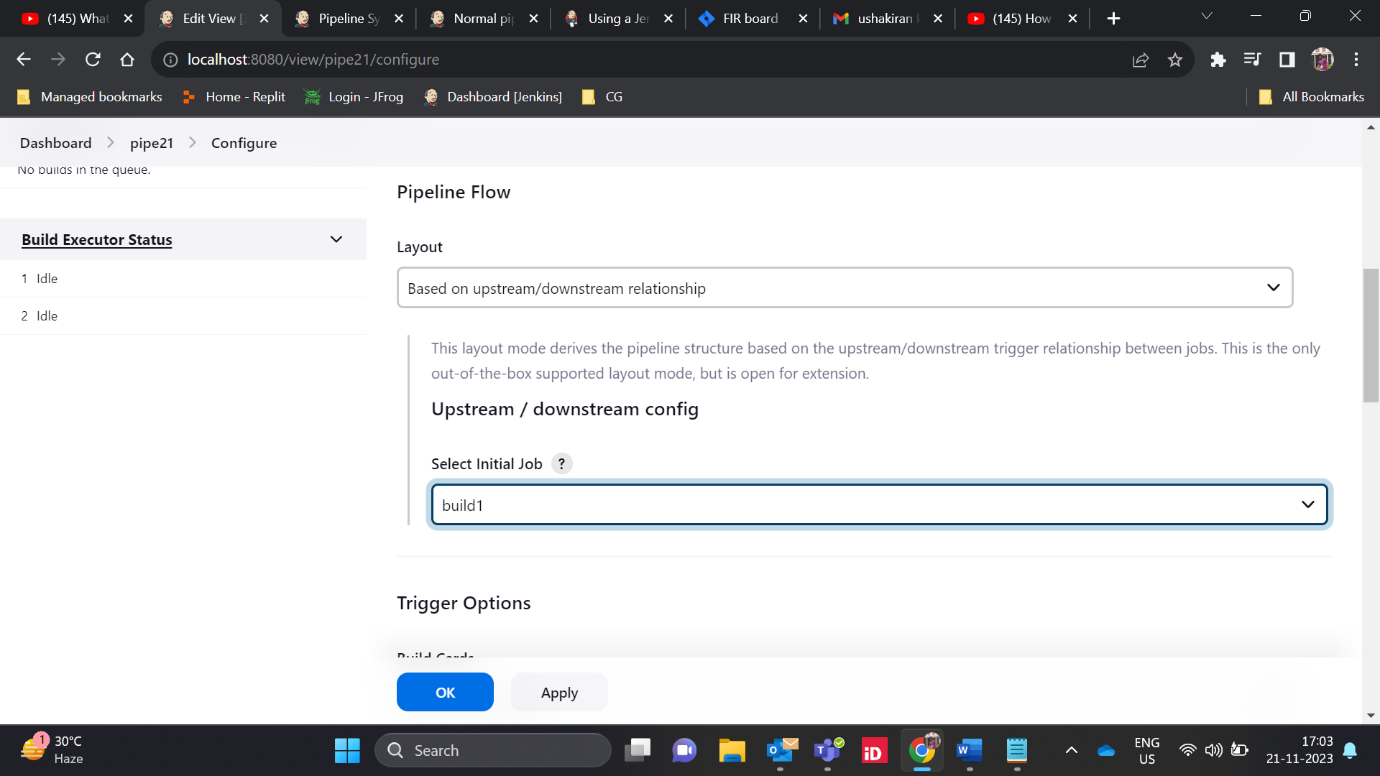 (145) What
Edit View [
Pipeline Sy
Normal pip
Using a Jen
FIR board
ushakiran
(145) How
localhost:8080/view/pipe21/configure
Managed bookmarks
Home - Replit
Login - JFrog
Dashboard [Jenkins]
CG
All Bookmarks
Dashboard
pipe21
Configure
No builds in the queue.
Pipeline Flow
Build Executor Status
Layout
1 Idle
Based on upstream/downstream relationship
2 Idle
This layout mode derives the pipeline structure based on the upstream/downstream trigger relationship between jobs. This is the only
out-of-the-box supported layout mode, but is open for extension.
Upstream / downstream config
Select Initial Job ?
build1
Trigger Options
Build Cards
OK
Apply
1
30°C
Haze
Search
iD
ENG
US
17:03
21-11-2023